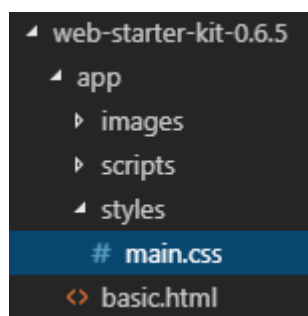 web-starter-kit-0.6.5
app
images
scripts
styles
# main.css
<> basic.html